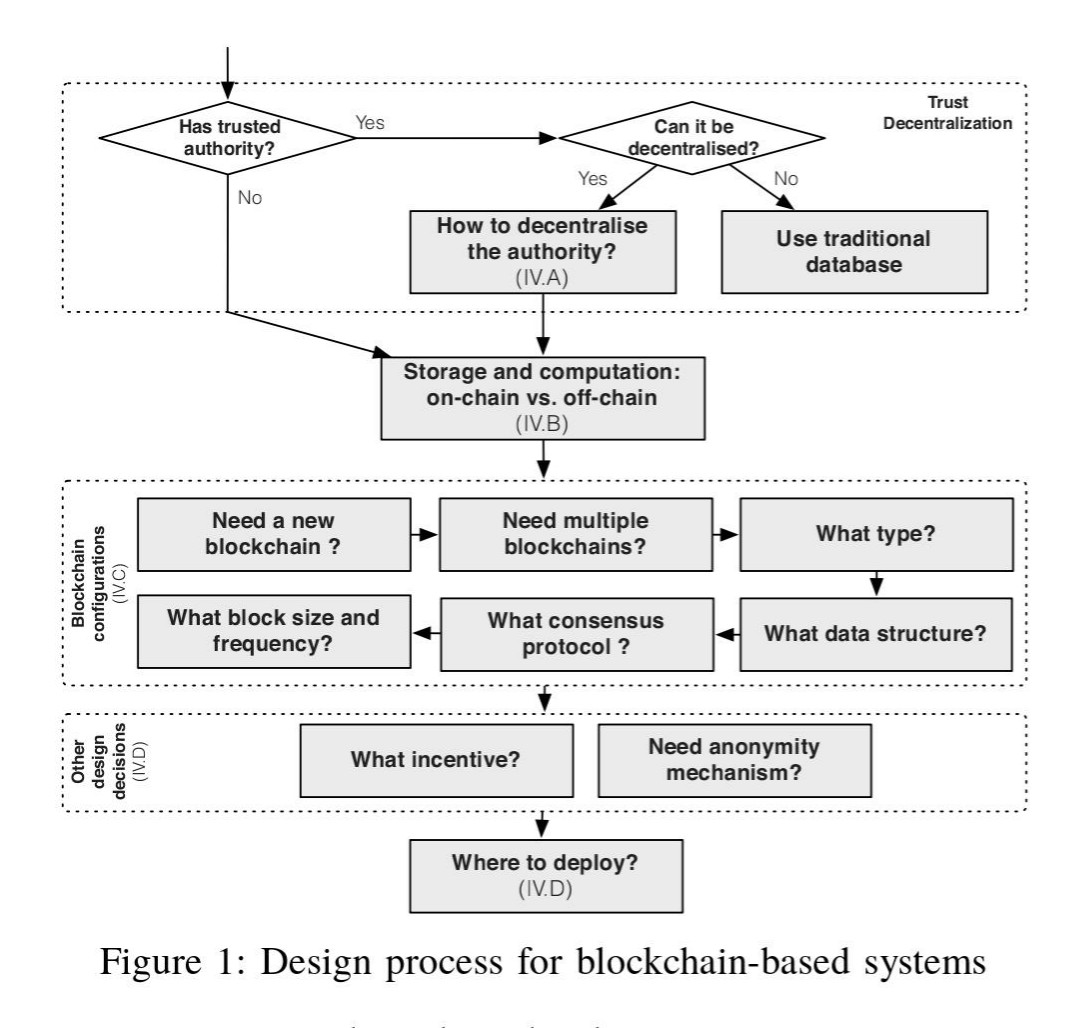 Trust
Decentralization
Has trusted
authority?
Yes
Can it be
decentralised?
No
Yes
No
How to decentralise
the authority?
(IV.A)
Use traditional
database
Storage and computation:
on-chain vs. off-chain
(IV.B)
Blockchain
configurations
(IV.C)
Need a new
blockchain ?
Need multiple
blockchains?
What type?
What data structure?
What consensus
protocol ?
What block size and
frequency?
Other
design
decisions
(IV.D)
What incentive?
Need anonymity
mechanism?
Where to deploy?
(IV.D)
Figure 1: Design process for blockchain-based systems